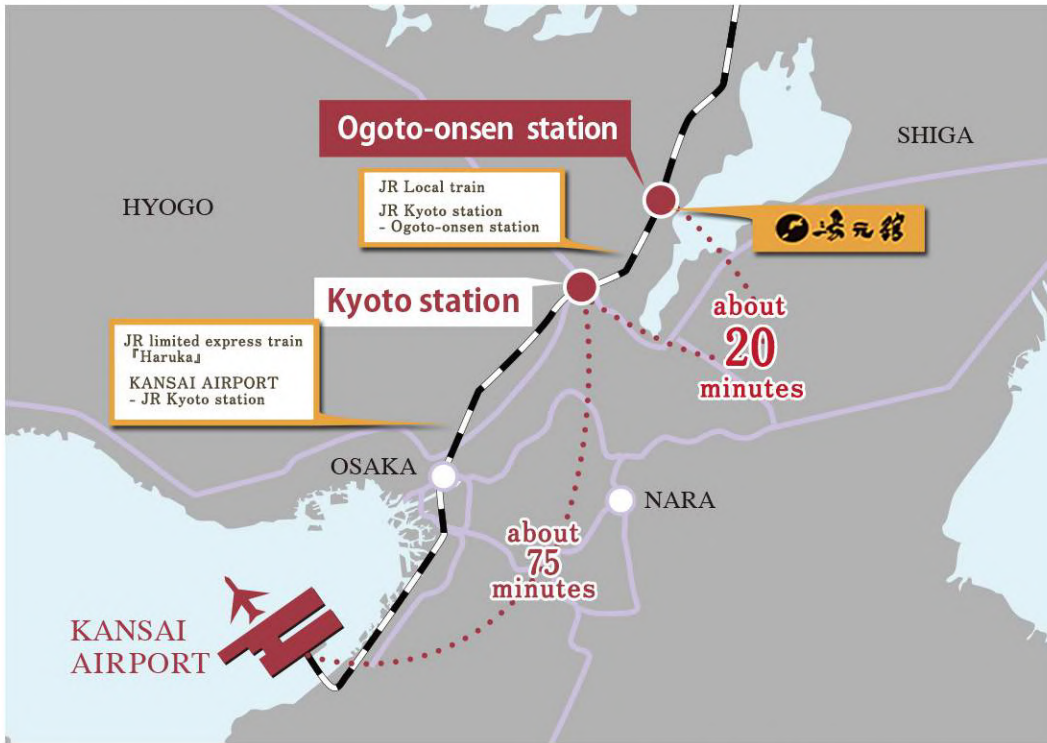 Ogoto-onsen station
SHIGA
JR Local train
JR Kyoto station
- Ogoto-onsen station
HYOGO
湯元舘
Kyoto station
about
20
minutes
JR limited express train
『Haruka』
KANSAI AIRPORT
- JR Kyoto station
OSAKA
NARA
about
75
minutes
KANSAI
AIRPORT